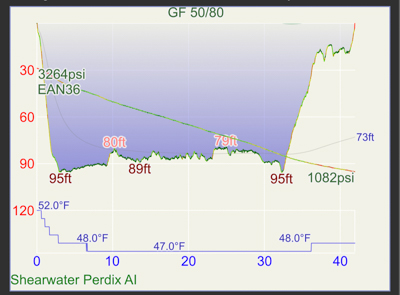 GF 50/80
30
3264psi
EAN36
60
80ft
79ft
73ft
90
95ft
89ft
95ft
1082psi
120
52.0°F
48.0°F
47.0°F
48.0°F
0
10
20
30
40
Shearwater Perdix AI